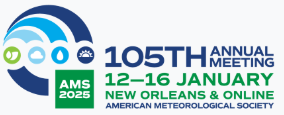 105TH ANNUAL MEETING
AMS 2025
12–16 JANUARY
NEW ORLEANS & ONLINE
AMERICAN METEOROLOGICAL SOCIETY